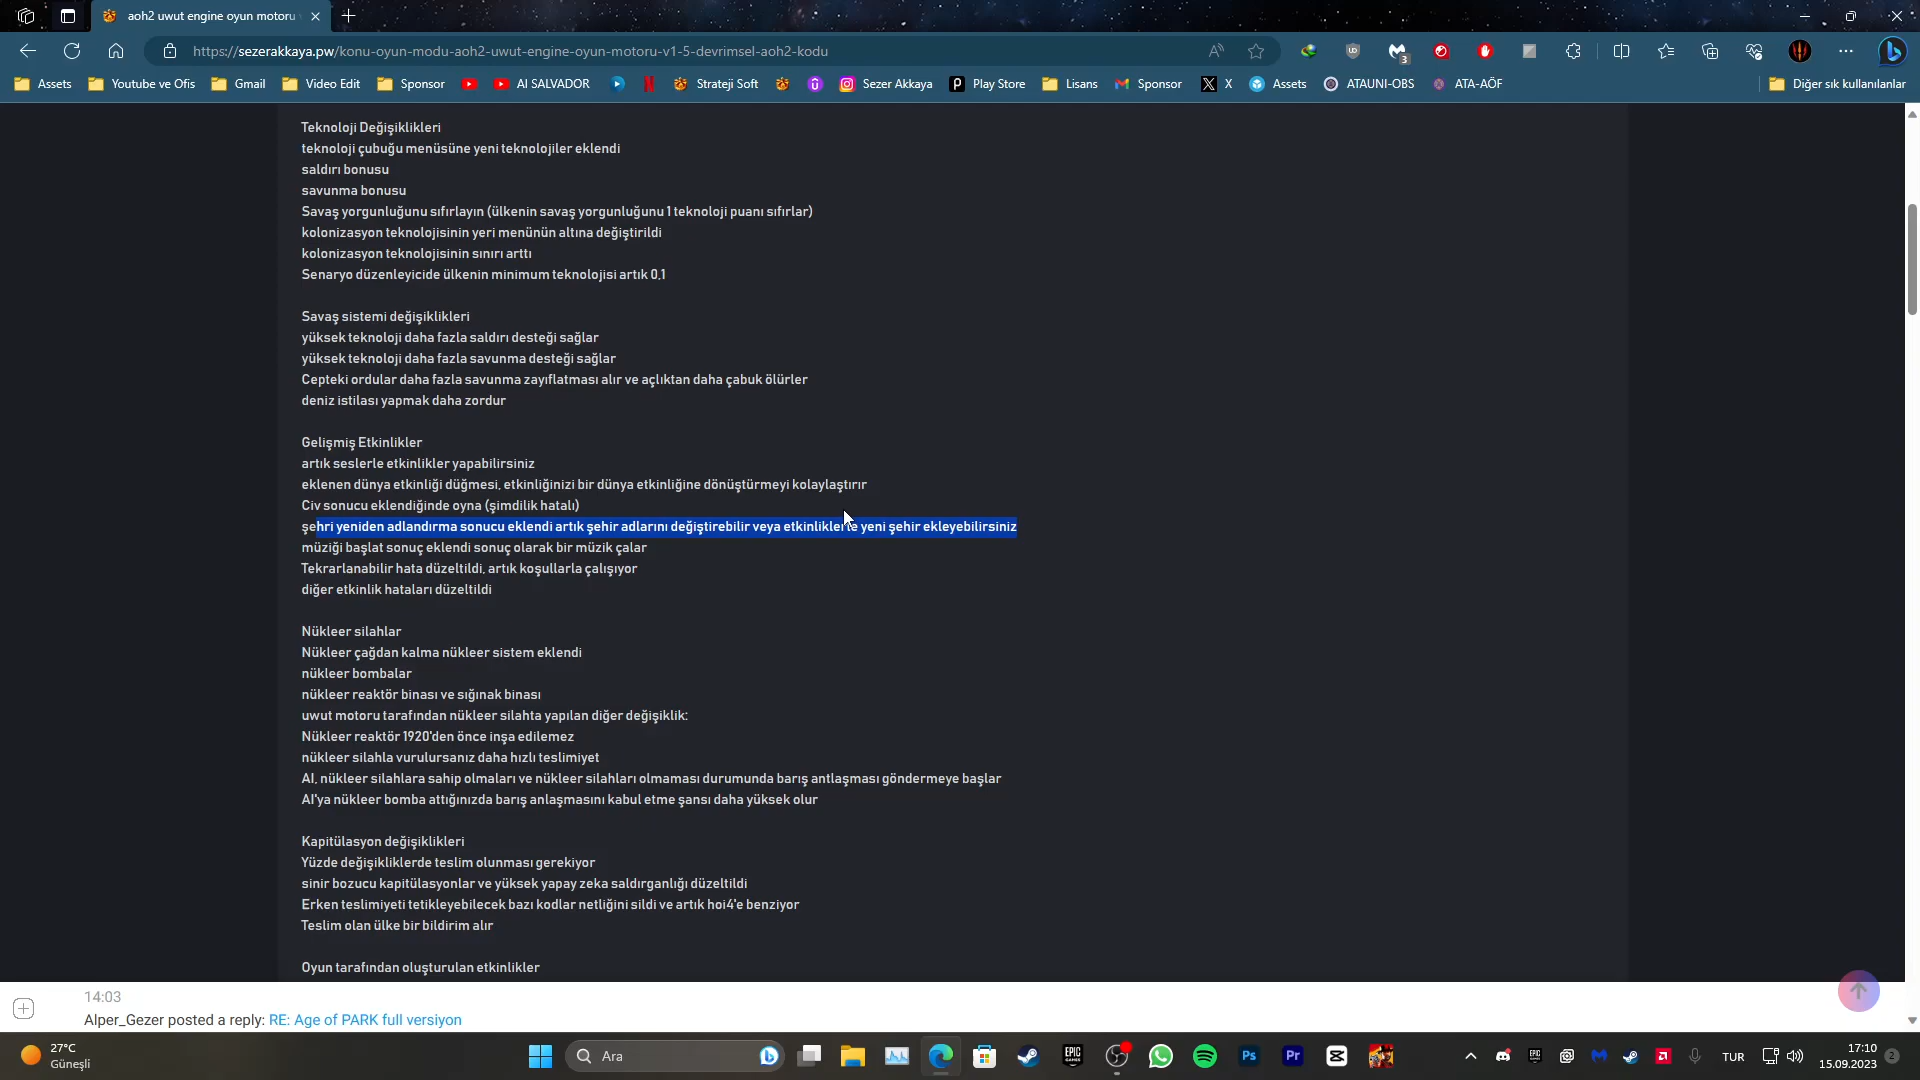 aoh2 uwut engine oyun motoru
https://sezerakkaya.pw/konu-oyun-modu-aoh2-uwut-engine-oyun-motoru-v1-5-devrimsel-aoh2-kodu
3
Assets
Youtube ve Ofis
Gmail
Video Edit
Sponsor
AI SALVADOR
Strateji Soft
Sezer Akkaya
Play Store
Lisans
Sponsor
X
Assets
ATAUNI-OBS
ATA-AÖF
Diğer sık kullanılanlar
Teknoloji Değişiklikleri
teknoloji çubuğu menüsüne yeni teknolojiler eklendi
saldırı bonusu
savunma bonusu
Savaş yorgunluğunu sıfırlayın (ülkenin savaş yorgunluğunu 1 teknoloji puanı sıfırlar)
kolonizasyon teknolojisinin yeri menünün altına değiştirildi
kolonizasyon teknolojisinin sınırı arttı
Senaryo düzenleyicide ülkenin minimum teknolojisi artık 0,1
Savaş sistemi değişiklikleri
yüksek teknoloji daha fazla saldırı desteği sağlar
yüksek teknoloji daha fazla savunma desteği sağlar
Cepteki ordular daha fazla savunma zayıflatması alır ve açlıktan daha çabuk ölürler
deniz istilası yapmak daha zordur
Gelişmiş Etkinlikler
artık seslerle etkinlikler yapabilirsiniz
eklenen dünya etkinliği düğmesi, etkinliğinizi bir dünya etkinliğine dönüştürmeyi kolaylaştırır
Civ sonucu eklendiğinde oyna (şimdilik hatalı)
şehri yeniden adlandırma sonucu eklendi artık şehir adlarını değiştirebilir veya etkinliklerle yeni şehir ekleyebilirsiniz
müziği başlat sonuç eklendi sonuç olarak bir müzik çalar
Tekrarlanabilir hata düzeltildi, artık koşullarla çalışıyor
diğer etkinlik hataları düzeltildi
Nükleer silahlar
Nükleer çağdan kalma nükleer sistem eklendi
nükleer bombalar
nükleer reaktör binası ve sığınak binası
uwut motoru tarafından nükleer silahta yapılan diğer değişiklik:
Nükleer reaktör 1920'den önce inşa edilemez
nükleer silahla vurulursanız daha hızlı teslimiyet
AI, nükleer silahlara sahip olmaları ve nükleer silahları olmaması durumunda barış antlaşması göndermeye başlar
AI'ya nükleer bomba attığınızda barış anlaşmasını kabul etme şansı daha yüksek olur
Kapitülasyon değişiklikleri
Yüzde değişikliklerde teslim olunması gerekiyor
sinir bozucu kapitülasyonlar ve yüksek yapay zeka saldırganlığı düzeltildi
Erken teslimiyeti tetikleyebilecek bazı kodlar netliğini sildi ve artık hoi4'e benziyor
Teslim olan ülke bir bildirim alır
Oyun tarafından oluşturulan etkinlikler
14:03
Alper_Gezer posted a reply: RE: Age of PARK full versiyon
27°C
Güneşli
Ara
EPIC GAMES
Ps
Pr
TUR
17:10
15.09.2023
2